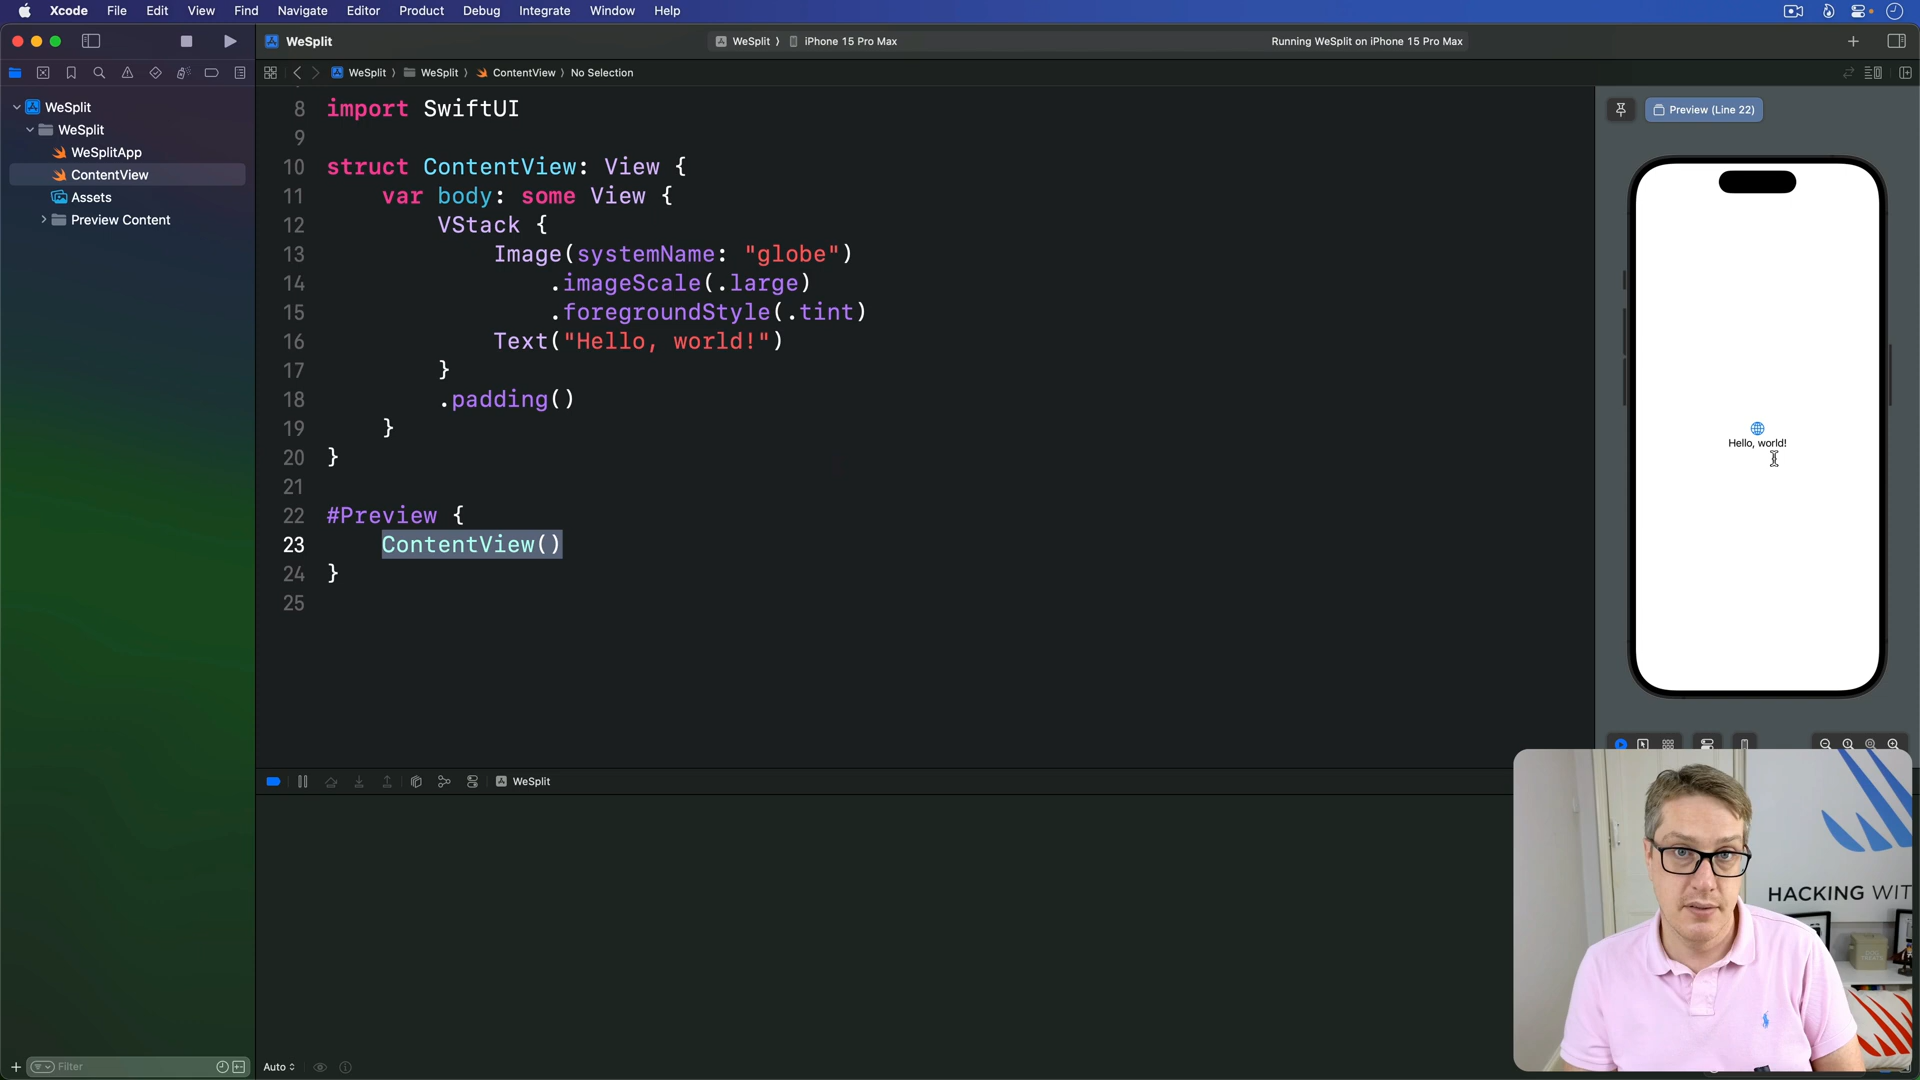 Xcode File Edit View Find Navigate Editor Product Debug Integrate Window Help
WeSplit
WeSplit
iPhone 15 Pro Max
Running WeSplit on iPhone 15 Pro Max
WeSplit
WeSplit
ContentView
No Selection
WeSplit
WeSplit
WeSplitApp
ContentView
Assets
Preview Content
8 import SwiftUI
9
10 struct ContentView: View {
11 var body: some View {
12 VStack {
13 Image(systemName: "globe")
14 .imageScale(.large)
15 .foregroundStyle(.tint)
16 Text("Hello, world!")
17 }
18 .padding()
19 }
20 }
21
22 #Preview {
23 ContentView()
24 }
25
Preview (Line 22)
Hello, world!
WeSplit
HACKING WIT
Filter
Auto